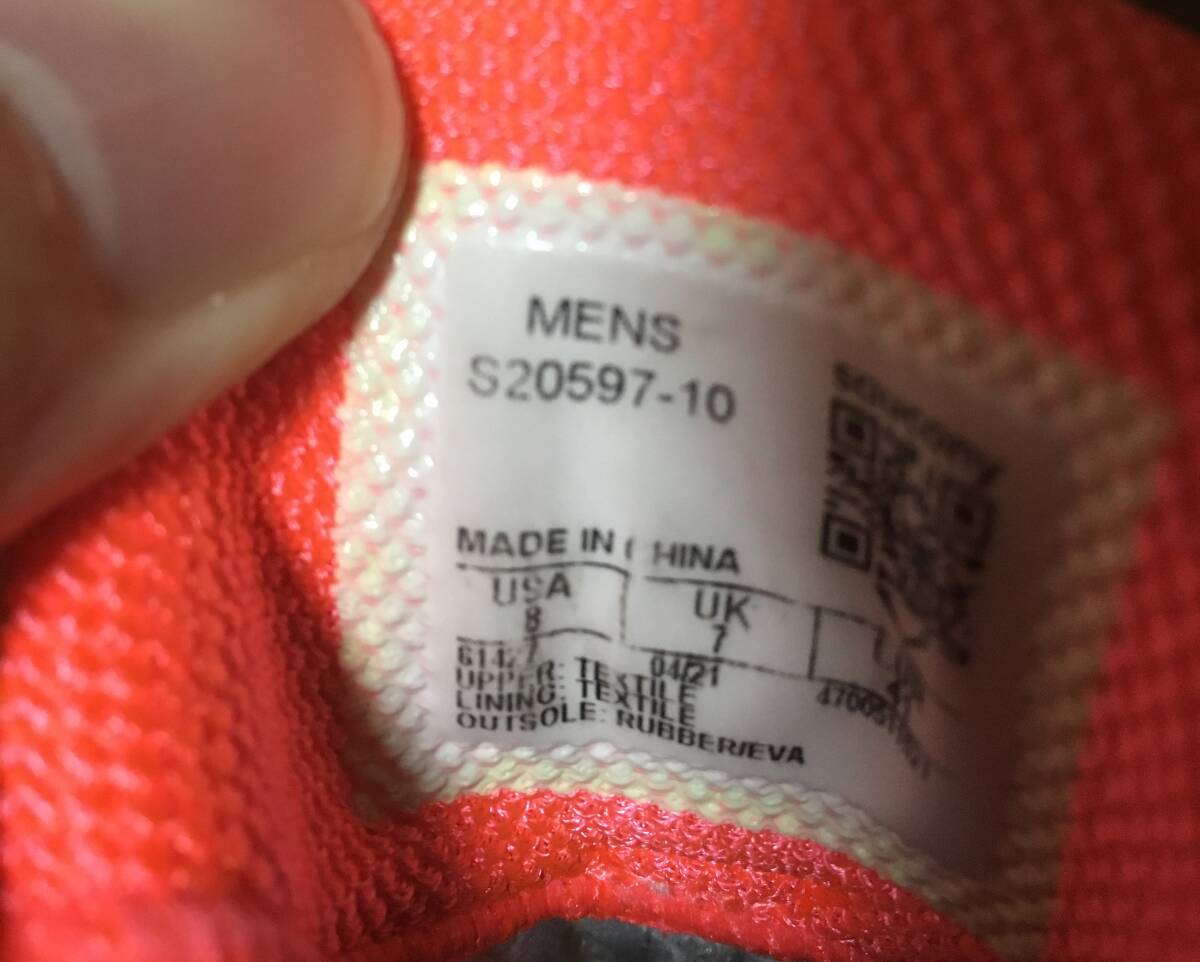 MENS
S20597-10
SAUCONY
MADE IN CHINA
USA UK
8 7
04/21
UPPER: TEXTILE
LINING: TEXTILE
OUTSOLE: RUBBER/EVA